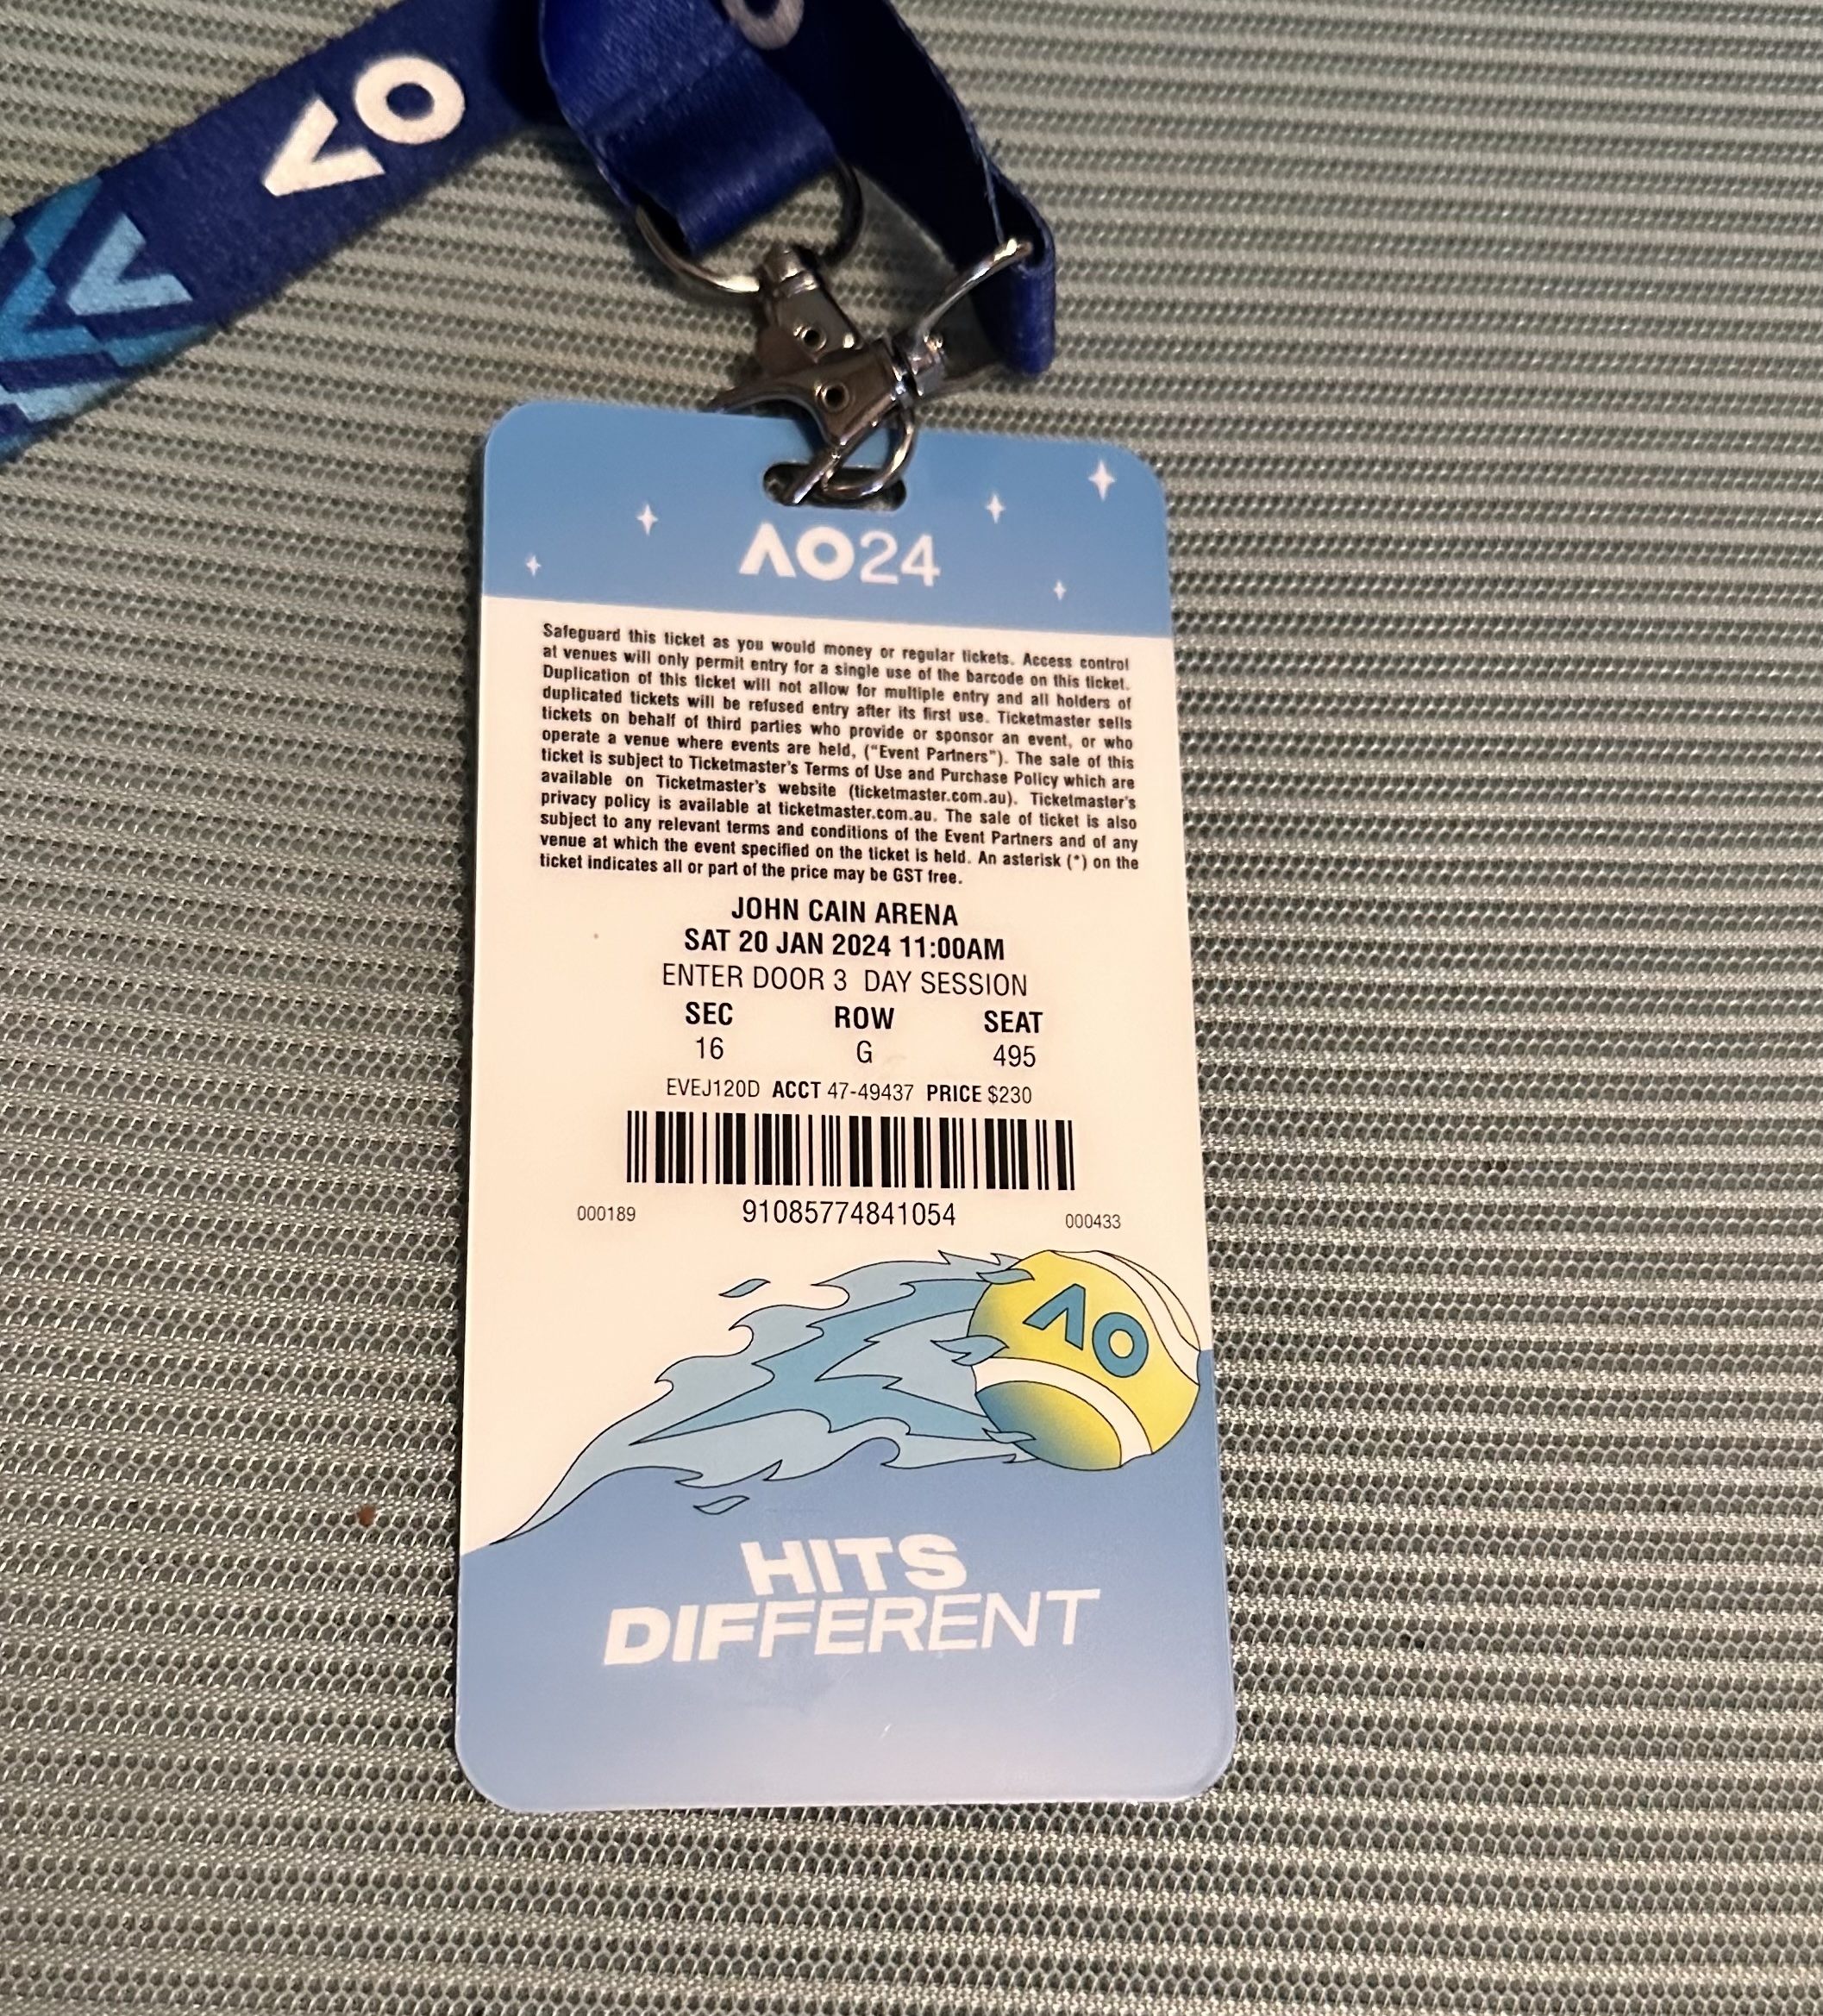 AO
AO24
Safeguard this ticket as you would money or regular tickets. Access control
at venues will only permit entry for a single use of the barcode on this ticket.
Duplication of this ticket will not allow for multiple entry and all holders of
duplicated tickets will be refused entry after its first use. Ticketmaster sells
tickets on behalf of third parties who provide or sponsor an event, or who
operate a venue where events are held, (“Event Partners”). The sale of this
ticket is subject to Ticketmaster’s Terms of Use and Purchase Policy which are
available on Ticketmaster’s website (ticketmaster.com.au). Ticketmaster’s
privacy policy is available at ticketmaster.com.au. The sale of ticket is also
subject to any relevant terms and conditions of the Event Partners and of any
venue at which the event specified on the ticket is held. An asterisk (*) on the
ticket indicates all or part of the price may be GST free.
JOHN CAIN ARENA
SAT 20 JAN 2024 11:00AM
ENTER DOOR 3 DAY SESSION
SEC ROW SEAT
16 G 495
EVEJ120D ACCT 47-49437 PRICE $230
000189 91085774841054 000433
AO
HITS
DIFFERENT